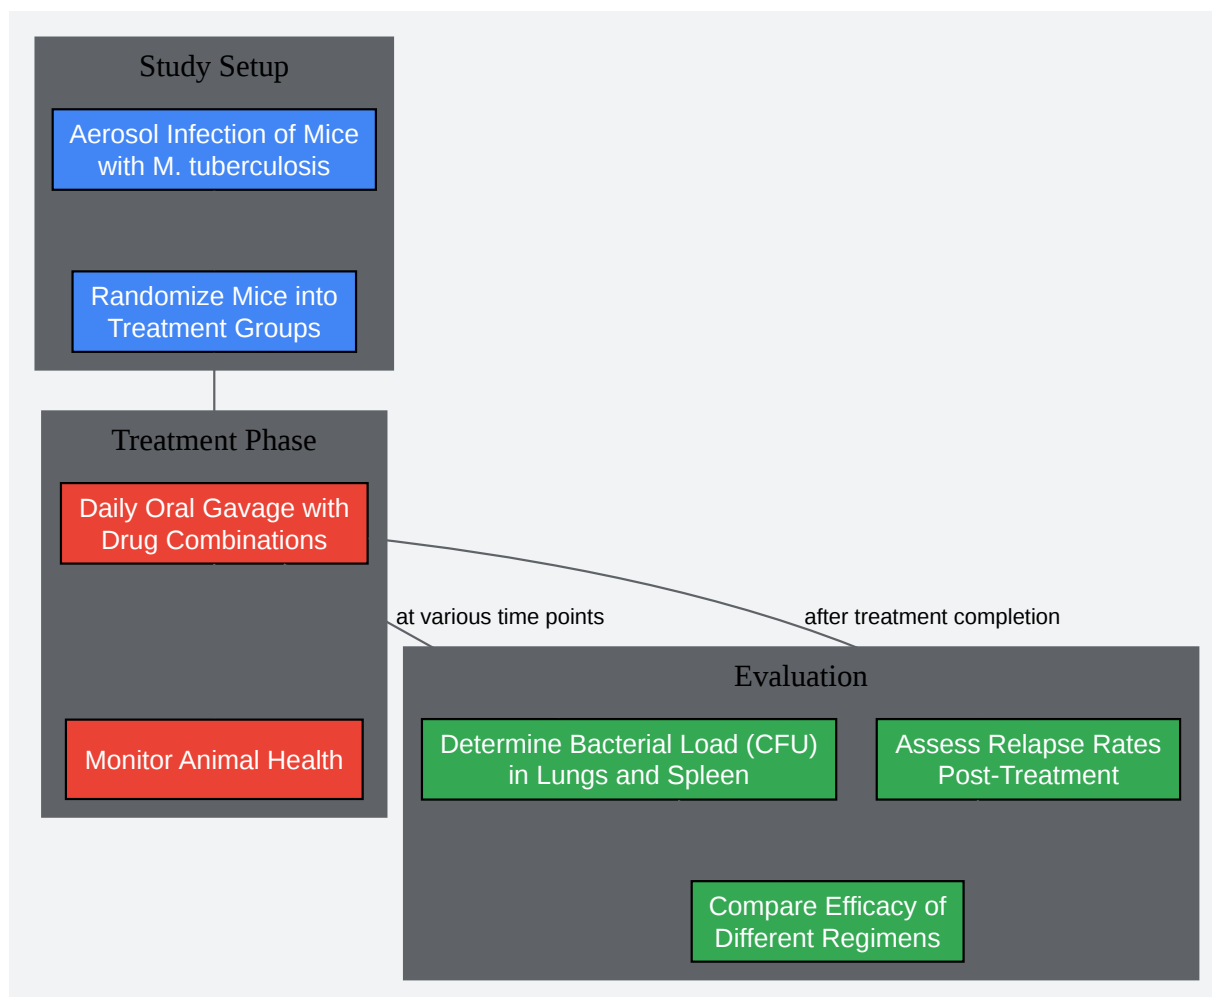 Study Setup
Aerosol Infection of Mice
with M. tuberculosis
Randomize Mice into
Treatment Groups
Treatment Phase
Daily Oral Gavage with
Drug Combinations
at various time points
after treatment completion
Evaluation
Monitor Animal Health
Determine Bacterial Load (CFU)
in Lungs and Spleen
Assess Relapse Rates
Post-Treatment
Compare Efficacy of
Different Regimens